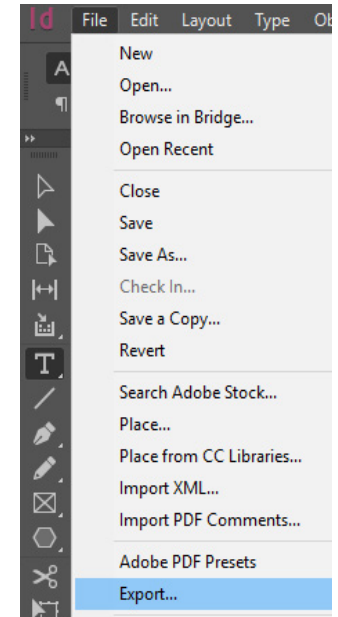 Id File Edit Layout Type Ob
A
¶
New
Open...
Browse in Bridge...
Open Recent
Close
Save
Save As...
Check In...
Save a Copy...
Revert
T
Search Adobe Stock...
Place...
Place from CC Libraries...
Import XML...
Import PDF Comments...
Adobe PDF Presets
Export...